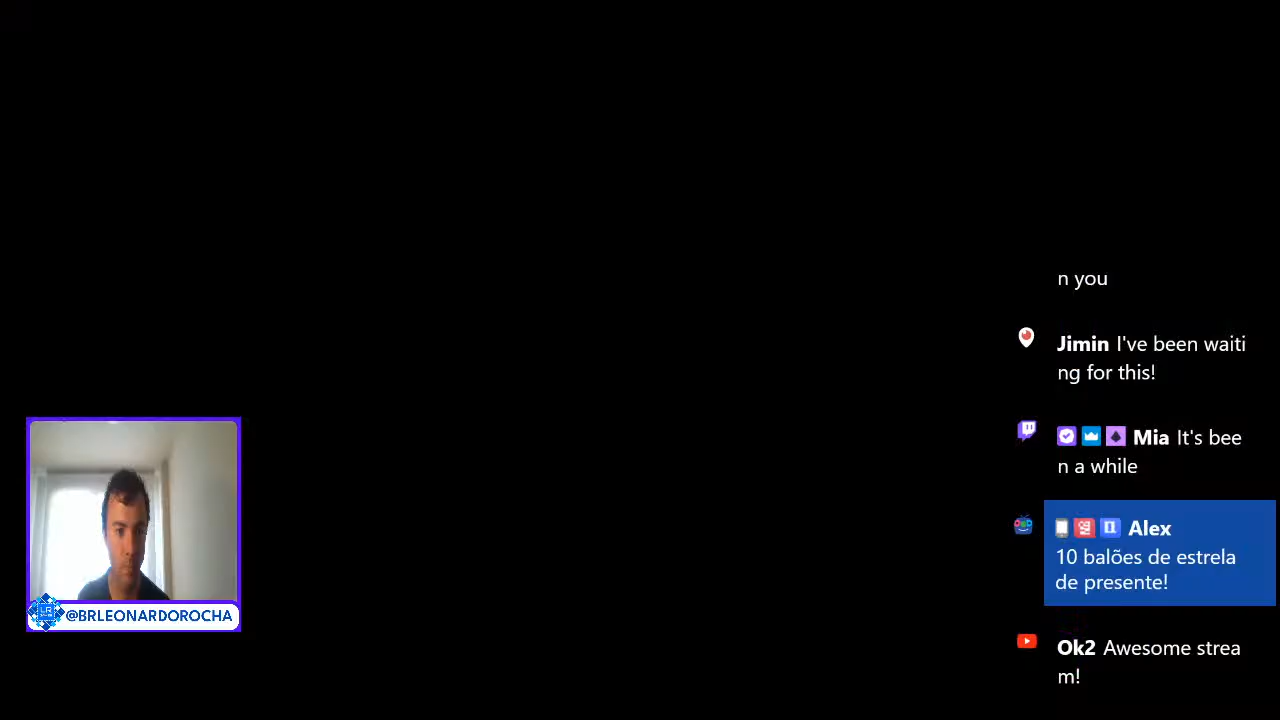 n you
Jimin I've been waiti
ng for this!
Mia It's bee
n a while
Alex
10 balões de estrela
de presente!
Ok2 Awesome strea
m!
LR
@BRLEONARDOROCHA